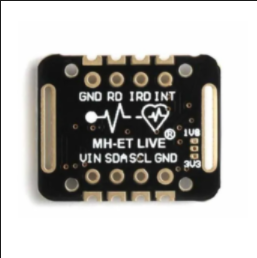 GND RD IRD INT
MH-ET LIVE®
1V8
VIN SDA SCL GND
3V3